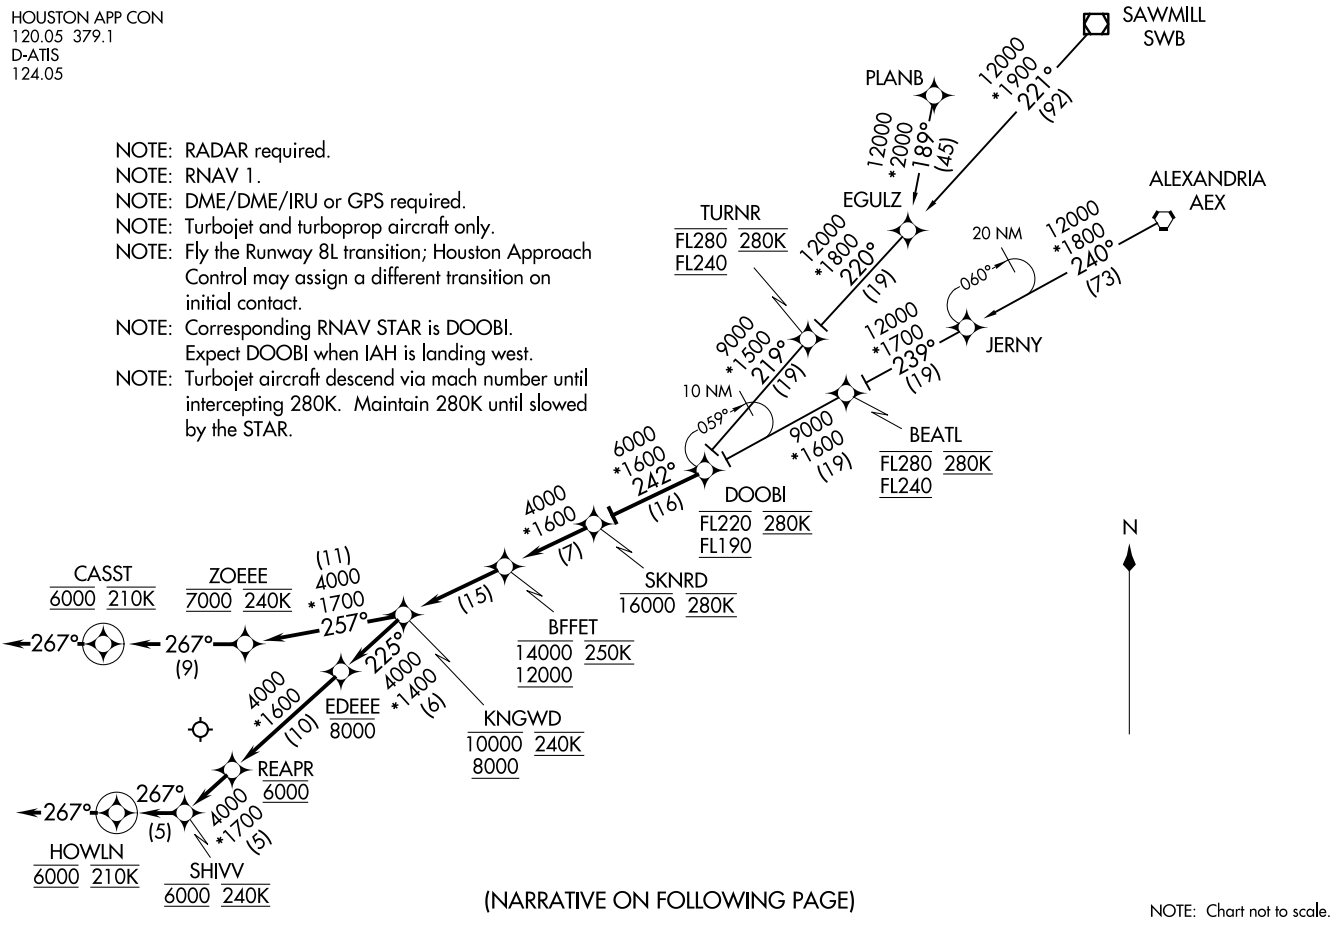 HOUSTON APP CON
120.05 379.1
D-ATIS
124.05
NOTE: RADAR required.
NOTE: RNAV 1.
NOTE: DME/DME/IRU or GPS required.
NOTE: Turbojet and turboprop aircraft only.
NOTE: Fly the Runway 8L transition; Houston Approach
Control may assign a different transition on
initial contact.
NOTE: Corresponding RNAV STAR is DOOBI.
Expect DOOBI when IAH is landing west.
NOTE: Turbojet aircraft descend via mach number until
intercepting 280K. Maintain 280K until slowed
by the STAR.
SAWMILL
SWB
12000
*1900
221°
(92)
PLANB
12000
*2000
189°
(45)
EGULZ
ALEXANDRIA
AEX
12000
*1800
240°
(73)
20 NM
060°
JERNY
TURNR
FL280 280K
FL240
12000
*1800
220°
(19)
12000
*1700
239°
(19)
9000
*1500
219°
(19)
10 NM
059°
BEATL
FL280 280K
FL240
9000
*1600
(19)
6000
*1600
242°
(16)
DOOBI
FL220 280K
FL190
4000
*1600
(7)
SKNRD
16000 280K
(15)
BFFET
14000 250K
12000
KNGWD
10000 240K
8000
(11)
4000
*1700
257°
ZOEEE
7000 240K
CASST
6000 210K
267°
267°
(9)
225°
4000
*1400
(6)
EDEEE
8000
4000
*1600
(10)
REAPR
6000
4000
*1700
(5)
SHIVV
6000 240K
267°
(5)
267°
HOWLN
6000 210K
N
(NARRATIVE ON FOLLOWING PAGE)
NOTE: Chart not to scale.